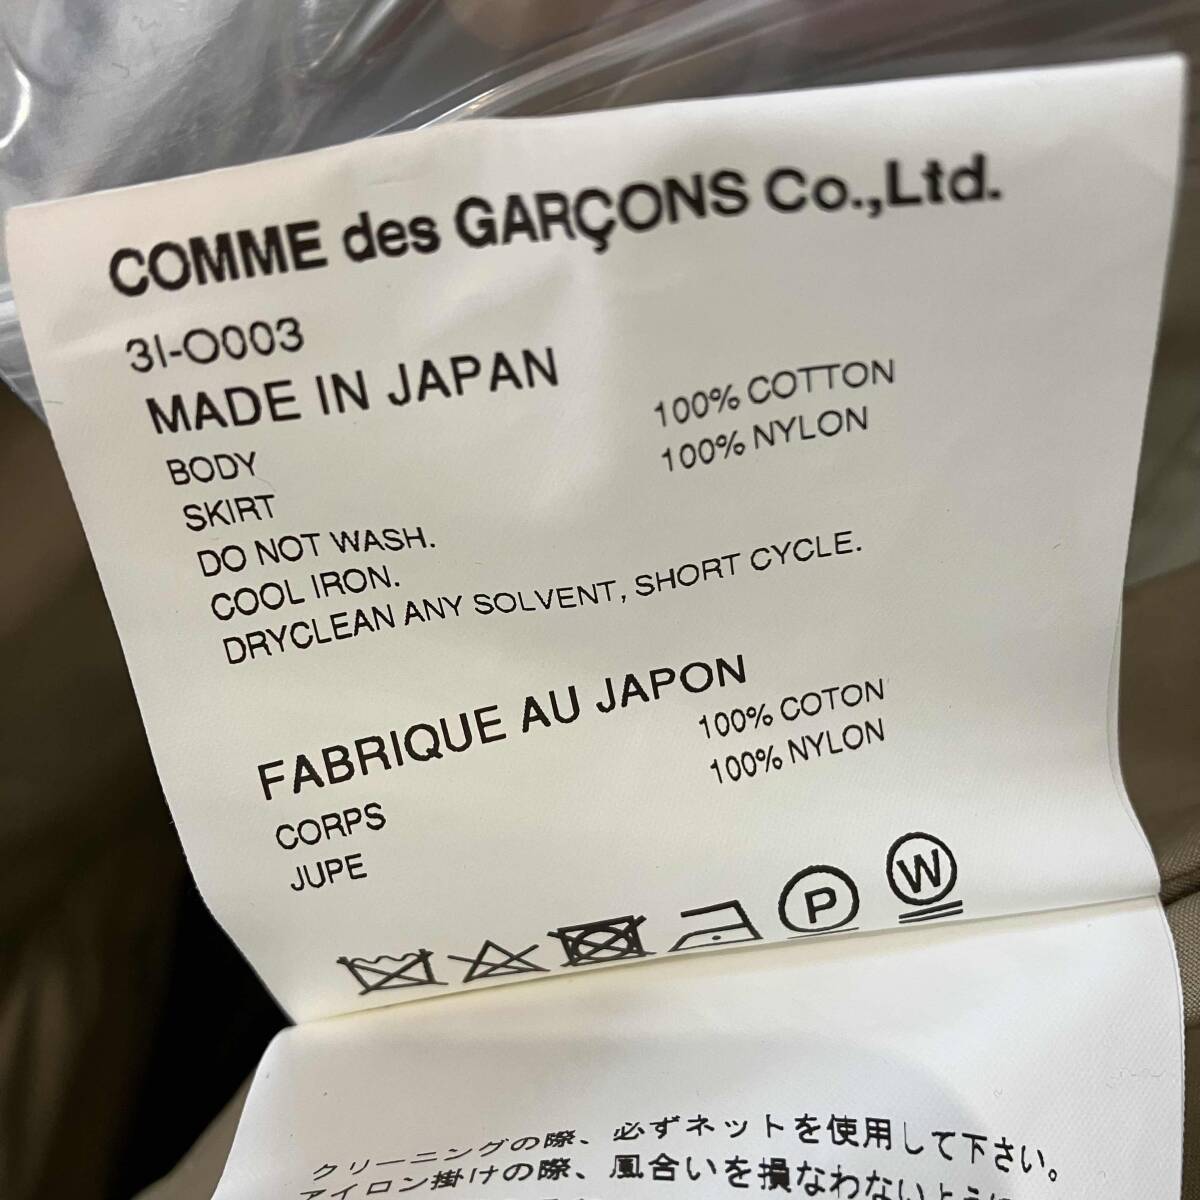 COMME des GARÇONS Co.,Ltd.
3I-O003
MADE IN JAPAN
BODY 100% COTTON
SKIRT 100% NYLON
DO NOT WASH.
COOL IRON.
DRYCLEAN ANY SOLVENT, SHORT CYCLE.
FABRIQUE AU JAPON
CORPS 100% COTON
JUPE 100% NYLON
P W
クリーニングの際、必ずネットを使用して下さい。
アイロン掛けの際、風合いを損なわないように